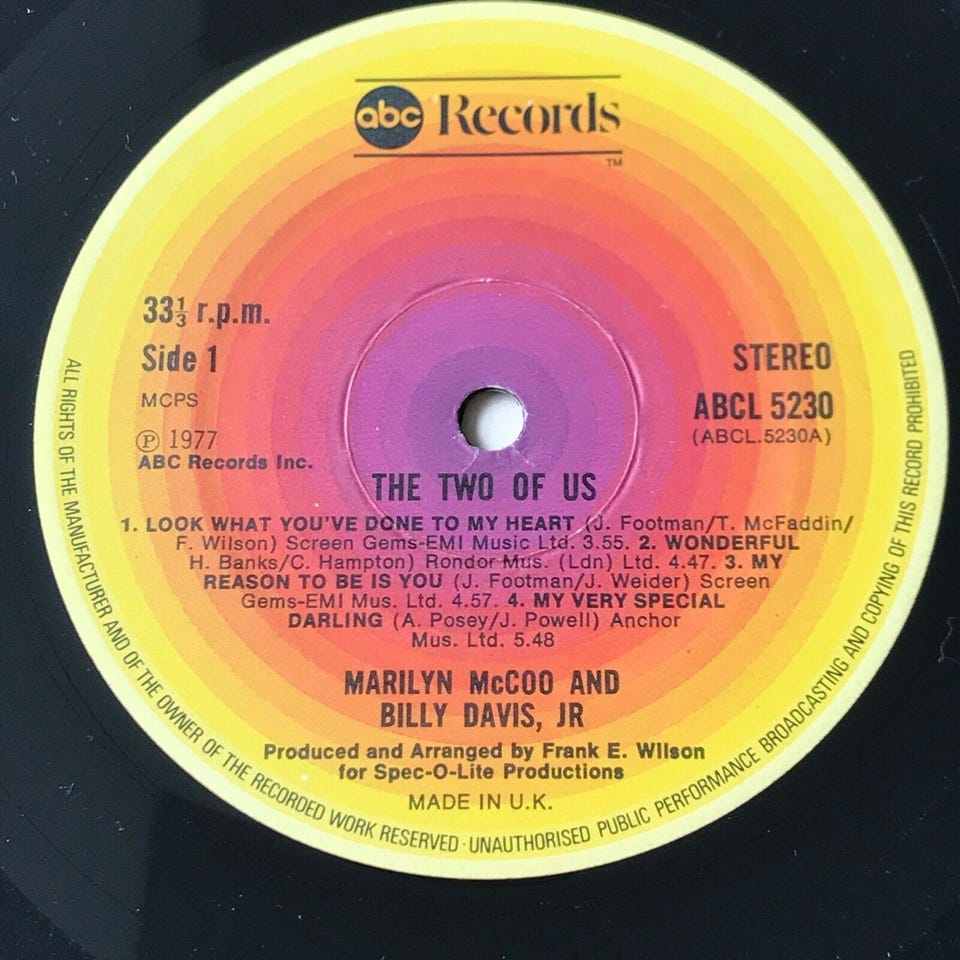 abc Records
TM
33⅓ r.p.m.
Side 1
MCPS
Ⓟ 1977
ABC Records Inc.
STEREO
ABCL 5230
(ABCL.5230A)
THE TWO OF US
1. LOOK WHAT YOU'VE DONE TO MY HEART (J. Footman/T. McFaddin/
F. Wilson) Screen Gems-EMI Music Ltd. 3.55. 2. WONDERFUL
H. Banks/C. Hampton) Rondor Mus. (Ldn) Ltd. 4.47. 3. MY
REASON TO BE IS YOU (J. Footman/J. Weider) Screen
Gems-EMI Mus. Ltd. 4.57. 4. MY VERY SPECIAL
DARLING (A. Posey/J. Powell) Anchor
Mus. Ltd. 5.48
MARILYN McCOO AND
BILLY DAVIS, JR
Produced and Arranged by Frank E. Wilson
for Spec-O-Lite Productions
MADE IN U.K.
ALL RIGHTS OF THE MANUFACTURER AND OF THE OWNER OF THE RECORDED WORK RESERVED · UNAUTHORISED PUBLIC PERFORMANCE BROADCASTING AND COPYING OF THIS RECORD PROHIBITED